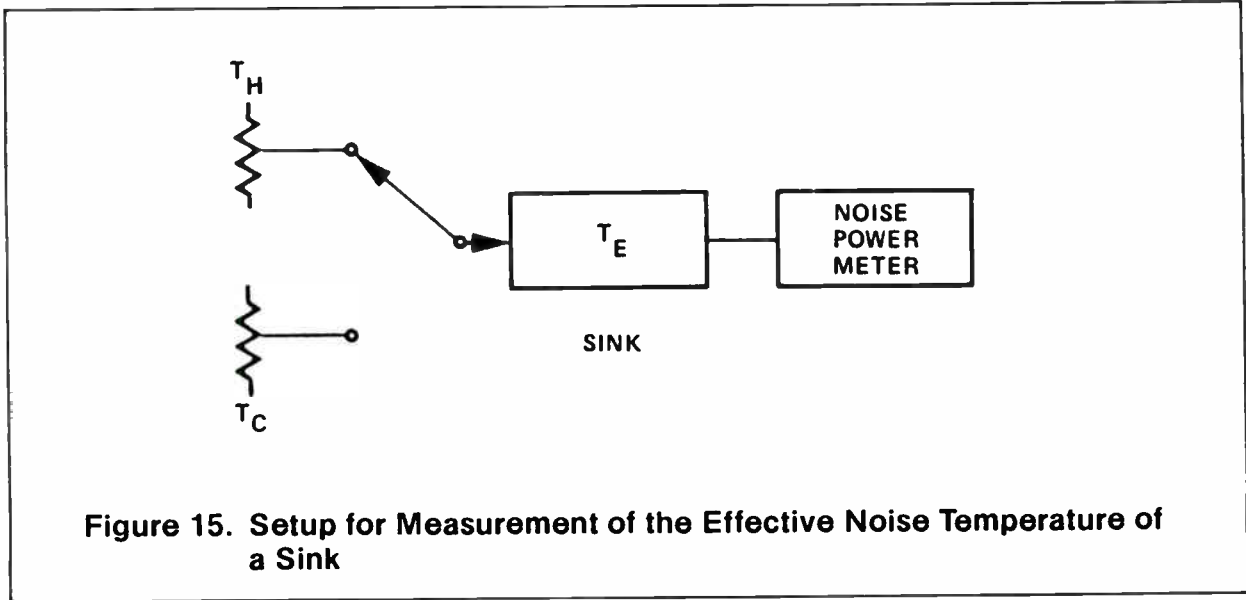 T_H
T_E
NOISE
POWER
METER
SINK
T_C
Figure 15. Setup for Measurement of the Effective Noise Temperature of
a Sink